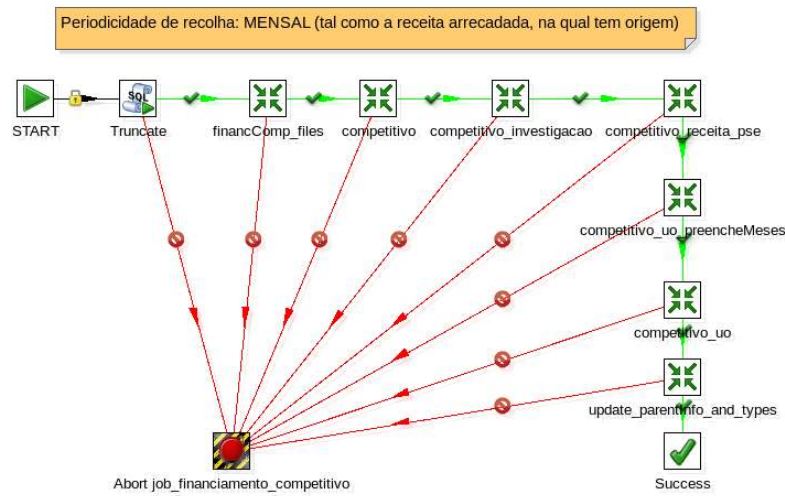 Periodicidade de recolha: MENSAL (tal como a receita arrecadada, na qual tem origem)
SQL
START
Truncate
financComp_files
competitivo
competitivo_investigacao
competitivo_receita_pse
competitivo_uo_preencheMeses
competitivo_uo
update_parentInfo_and_types
Abort job_financiamento_competitivo
Success